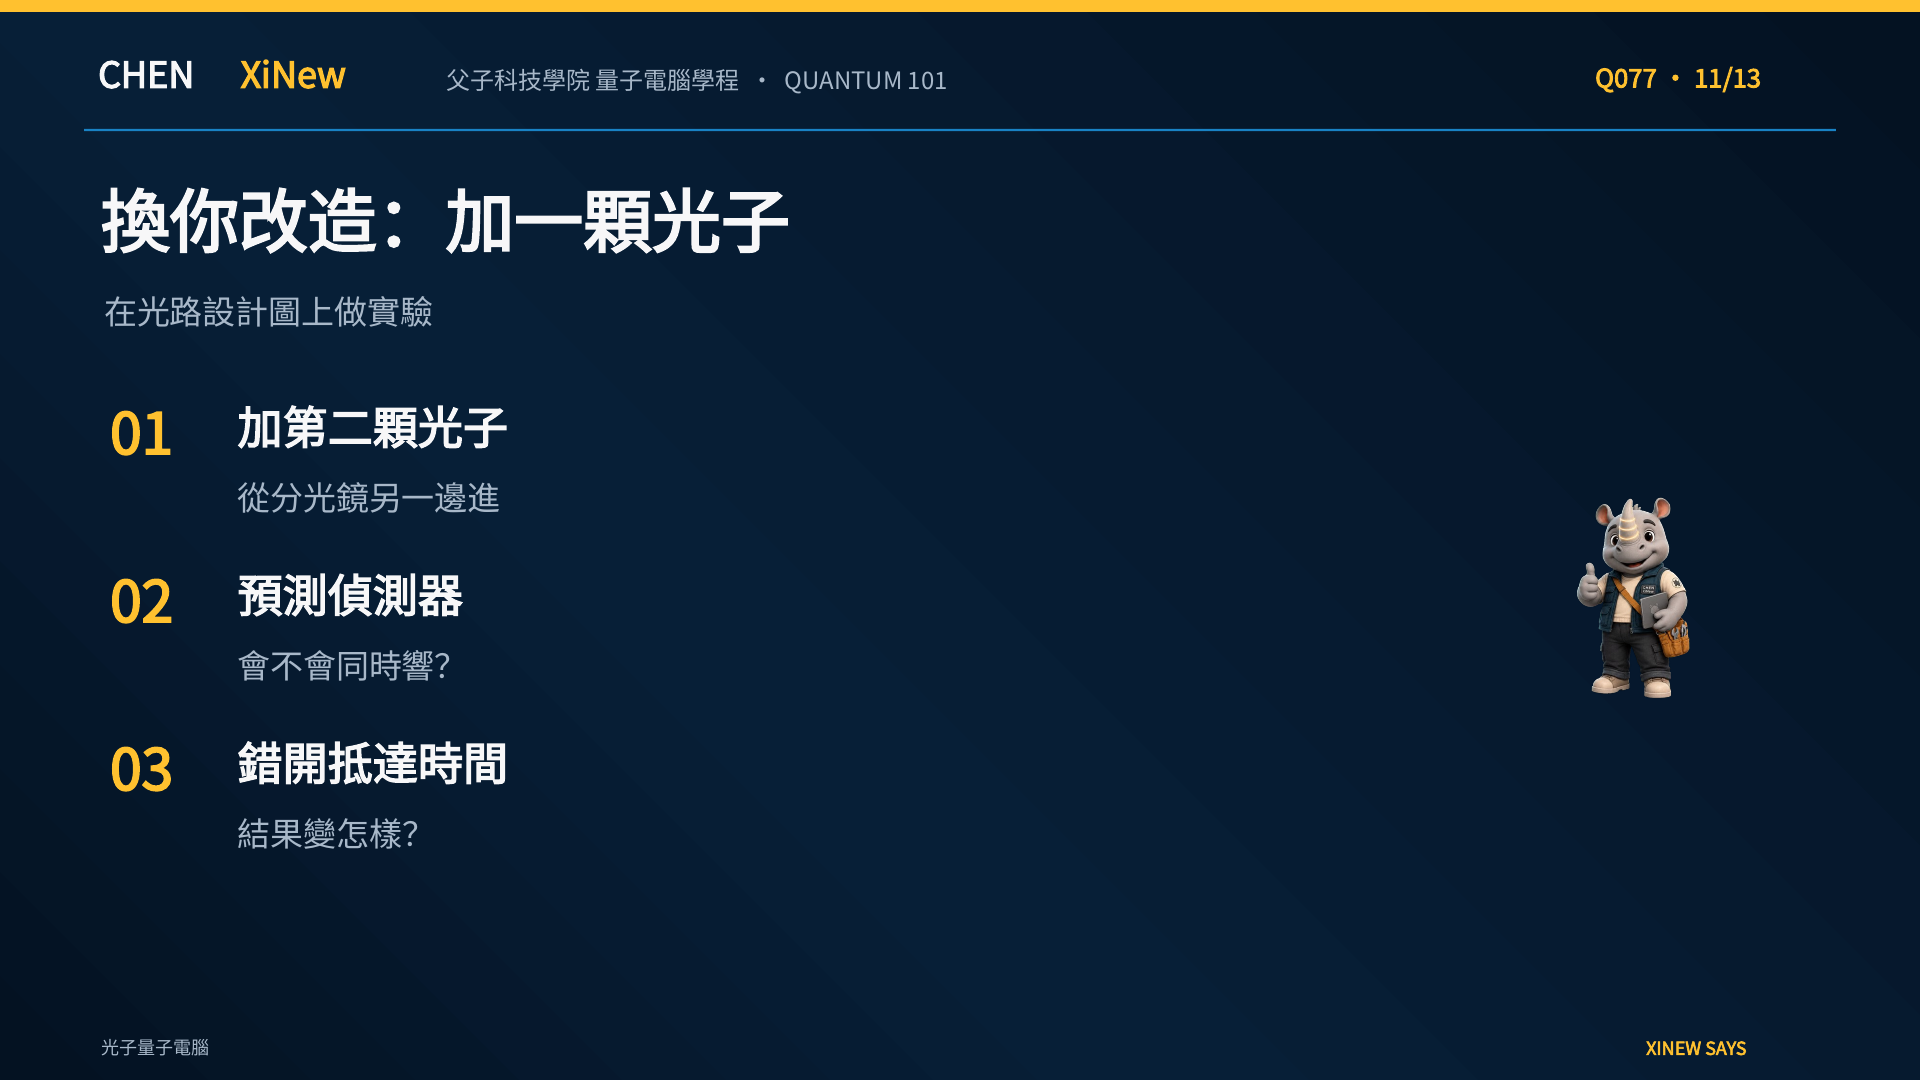 CHEN XiNew 父子科技學院 量子電腦學程 • QUANTUM 101 Q077 • 11/13
換你改造：加一顆光子
在光路設計圖上做實驗
01 加第二顆光子
從分光鏡另一邊進
02 預測偵測器
會不會同時響？
03 錯開抵達時間
結果變怎樣？
光子量子電腦 XINEW SAYS